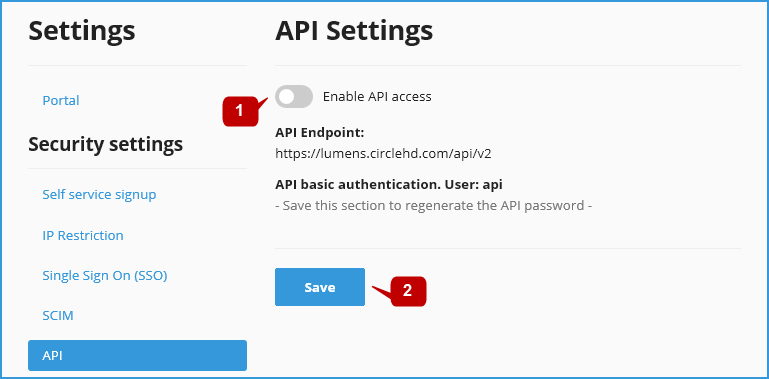 Settings
Portal
Security settings
Self service signup
IP Restriction
Single Sign On (SSO)
SCIM
API
API Settings
1
Enable API access
API Endpoint:
https://lumens.circlehd.com/api/v2
API basic authentication. User: api
- Save this section to regenerate the API password -
Save
2